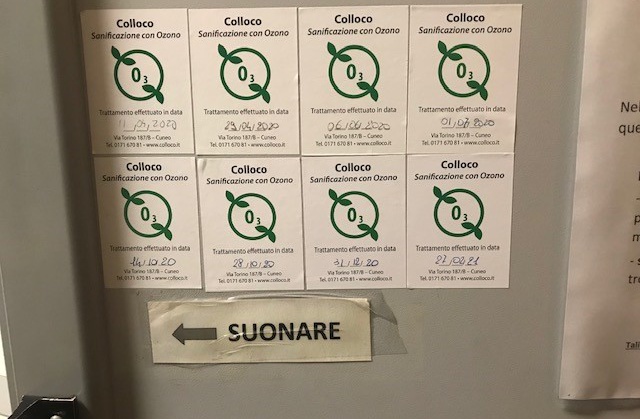 Colloco
Sanificazione con Ozono
O3
Trattamento effettuato in data
2020
Via Torino 187/B – Cuneo
Tel. 0171 670 81 • www.colloco.it
Colloco
Sanificazione con Ozono
O3
Trattamento effettuato in data
2020
Via Torino 187/B – Cuneo
Tel. 0171 670 81 • www.colloco.it
Colloco
Sanificazione con Ozono
O3
Trattamento effettuato in data
2020
Via Torino 187/B – Cuneo
Tel. 0171 670 81 • www.colloco.it
Colloco
Sanificazione con Ozono
O3
Trattamento effettuato in data
01/07/2020
Via Torino 187/B – Cuneo
Tel. 0171 670 81 • www.colloco.it
Colloco
Sanificazione con Ozono
O3
Trattamento effettuato in data
14/10/20
Via Torino 187/B – Cuneo
Tel. 0171 670 81 • www.colloco.it
Colloco
Sanificazione con Ozono
O3
Trattamento effettuato in data
28/10/20
Via Torino 187/B – Cuneo
Tel. 0171 670 81 • www.colloco.it
Colloco
Sanificazione con Ozono
O3
Trattamento effettuato in data
31/12/20
Via Torino 187/B – Cuneo
Tel. 0171 670 81 • www.colloco.it
Colloco
Sanificazione con Ozono
O3
Trattamento effettuato in data
Via Torino 187/B – Cuneo
Tel. 0171 670 81 • www.colloco.it
SUONARE
Nel
que